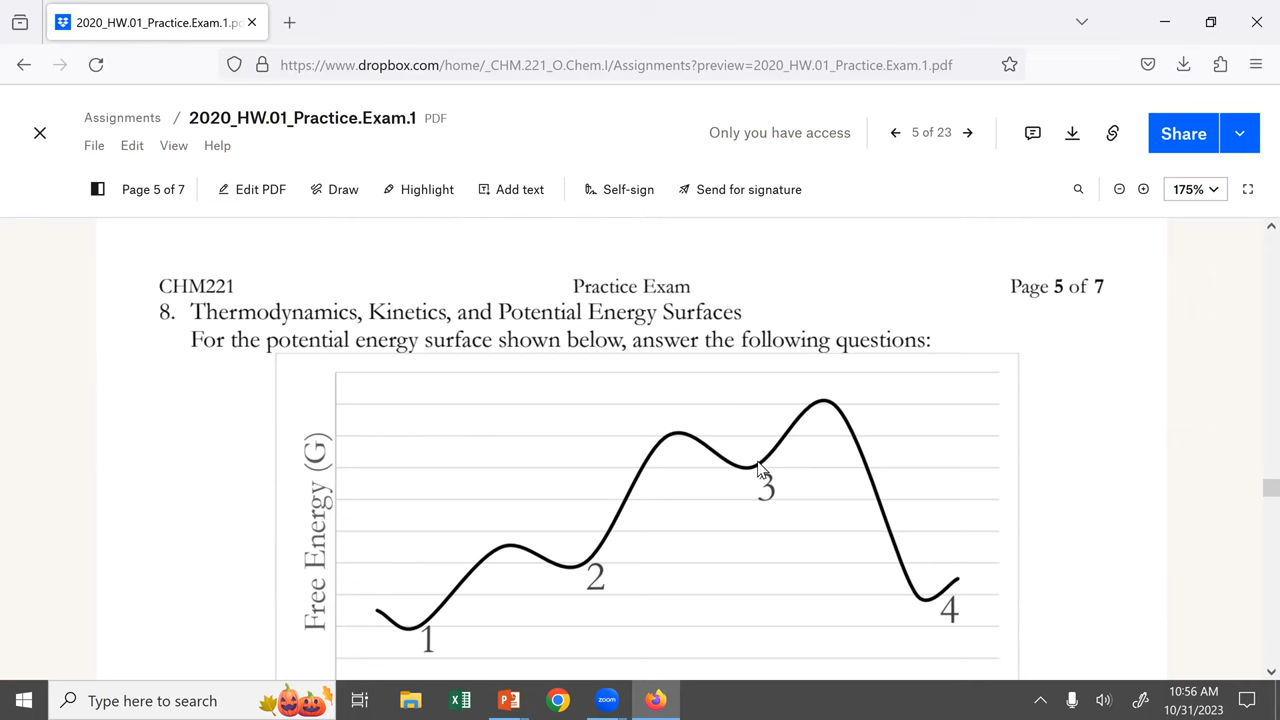 2020_HW.01_Practice.Exam.1.pd
https://www.dropbox.com/home/_CHM.221_O.Chem.I/Assignments?preview=2020_HW.01_Practice.Exam.1.pdf
Assignments / 2020_HW.01_Practice.Exam.1 PDF
File Edit View Help
Only you have access
5 of 23
Share
Page 5 of 7
Edit PDF
Draw
Highlight
Add text
Self-sign
Send for signature
175%
CHM221 Practice Exam Page 5 of 7
8. Thermodynamics, Kinetics, and Potential Energy Surfaces
For the potential energy surface shown below, answer the following questions:
Free Energy (G)
3
2
4
1
Type here to search
zoom
10:56 AM
10/31/2023